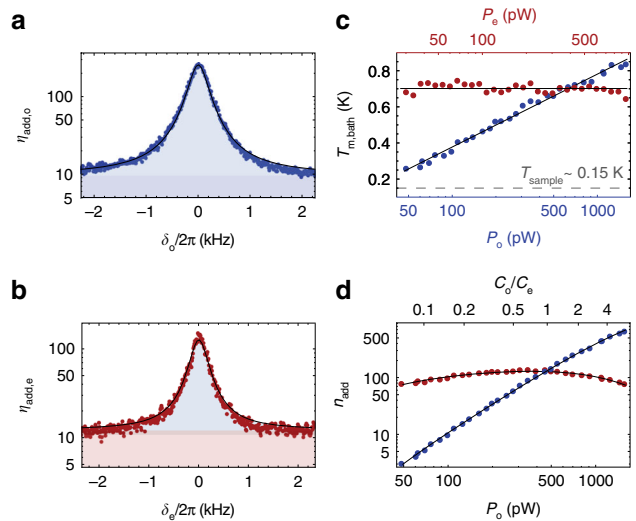 a
100
50
10
5
η_add,o
−2 −1 0 1 2
δ_o/2π (kHz)
b
100
50
10
5
η_add,e
−2 −1 0 1 2
δ_e/2π (kHz)
c
P_e (pW)
50 100 500
0.8
0.6
0.4
0.2
T_m,bath (K)
T_sample ~ 0.15 K
50 100 500 1000
P_o (pW)
d
C_o/C_e
0.1 0.2 0.5 1 2 4
500
100
50
10
5
n_add
50 100 500 1000
P_o (pW)